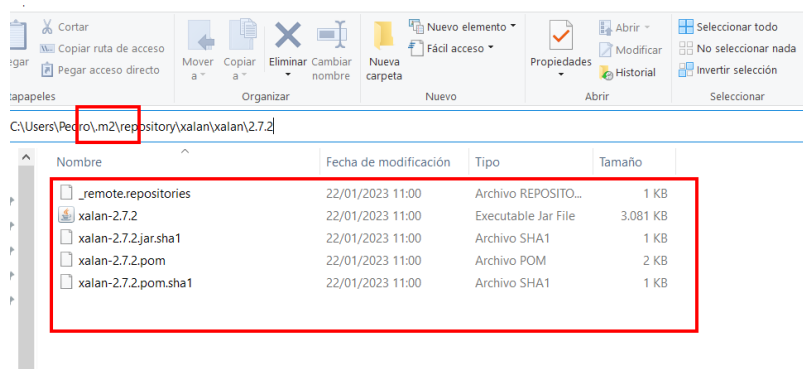 Cortar
Copiar ruta de acceso
Pegar acceso directo
Mover a
Copiar a
Eliminar
Cambiar nombre
Organizar
Nueva carpeta
Nuevo elemento
Fácil acceso
Nuevo
Propiedades
Abrir
Modificar
Historial
Abrir
Seleccionar todo
No seleccionar nada
Invertir selección
Seleccionar
C:\Users\Pedro\.m2\repository\xalan\xalan\2.7.2
Nombre Fecha de modificación Tipo Tamaño
_remote.repositories 22/01/2023 11:00 Archivo REPOSITO... 1 KB
xalan-2.7.2 22/01/2023 11:00 Executable Jar File 3.081 KB
xalan-2.7.2.jar.sha1 22/01/2023 11:00 Archivo SHA1 1 KB
xalan-2.7.2.pom 22/01/2023 11:00 Archivo POM 2 KB
xalan-2.7.2.pom.sha1 22/01/2023 11:00 Archivo SHA1 1 KB